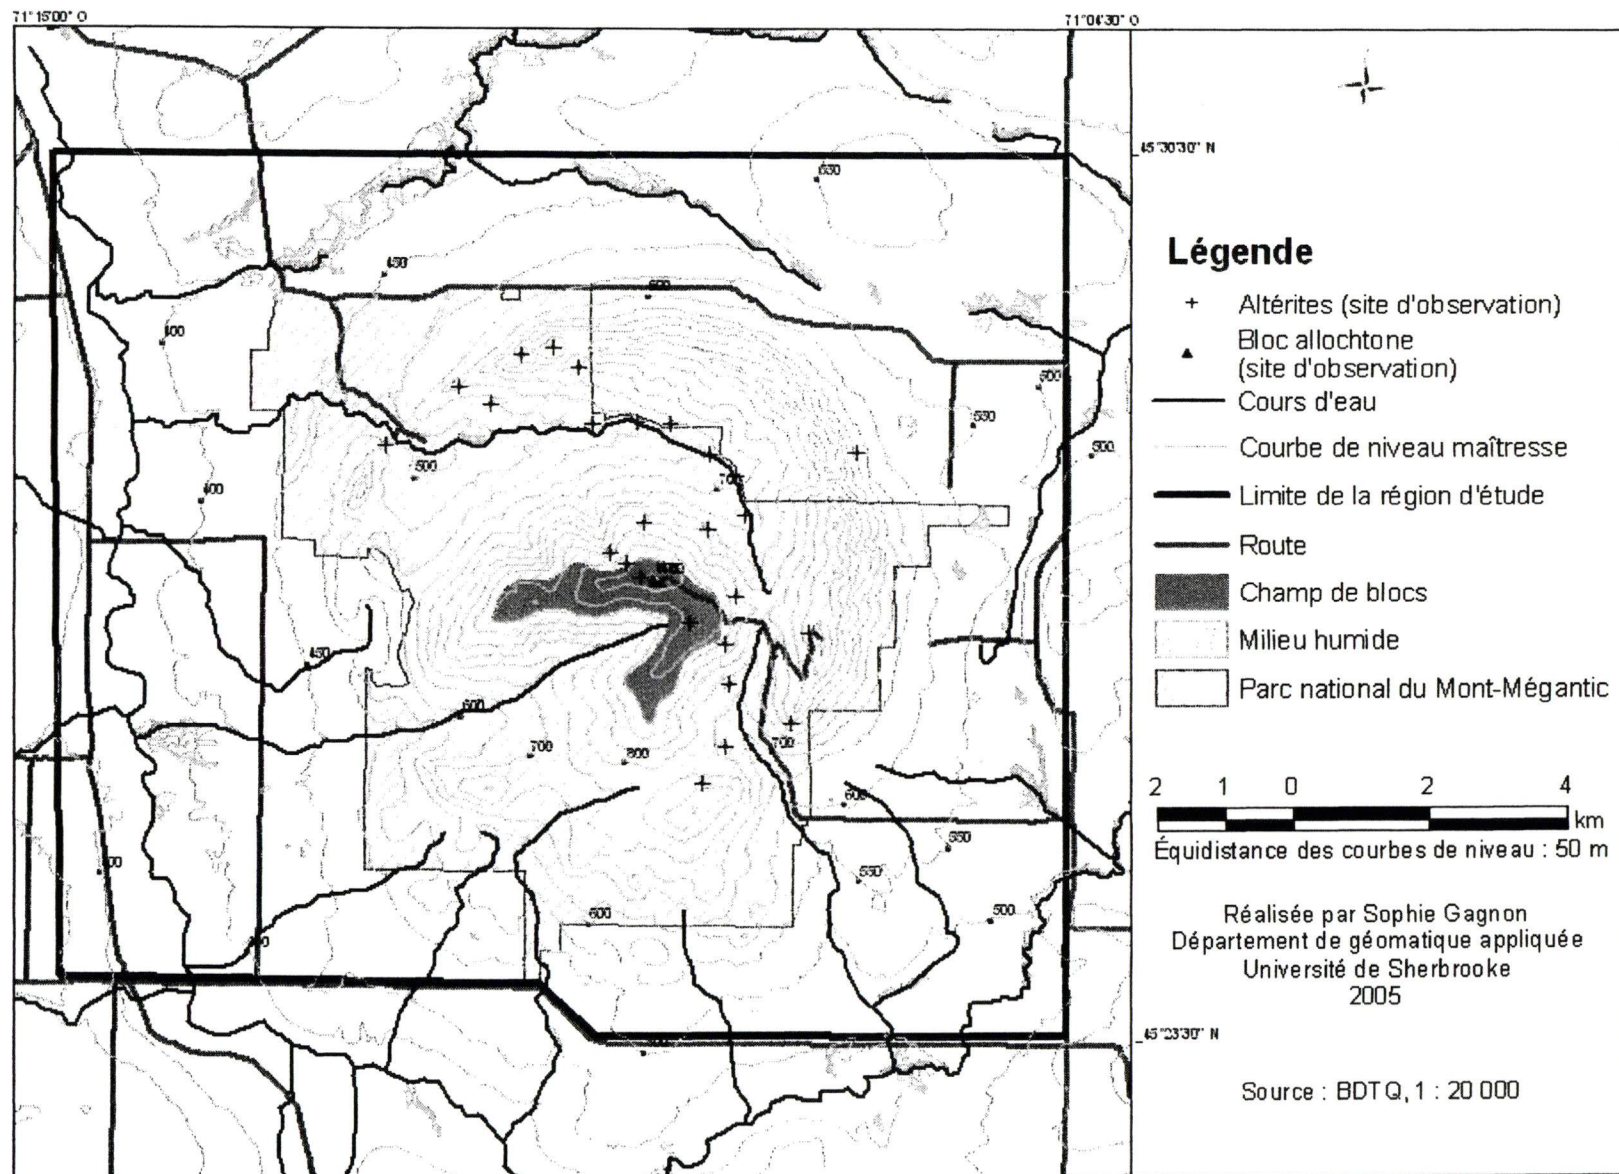 71°15'00" O
71°04'30" O
45°30'30" N
630
450
600
400
500
550
500
500
400
500
700
450
600
700
800
700
600
550
550
500
600
45°23'30" N
Légende
Altérites (site d'observation)
Bloc allochtone
(site d'observation)
Cours d'eau
Courbe de niveau maîtresse
Limite de la région d'étude
Route
Champ de blocs
Milieu humide
Parc national du Mont-Mégantic
2 1 0 2 4
km
Équidistance des courbes de niveau : 50 m
Réalisée par Sophie Gagnon
Département de géomatique appliquée
Université de Sherbrooke
2005
Source : BDTQ, 1 : 20 000